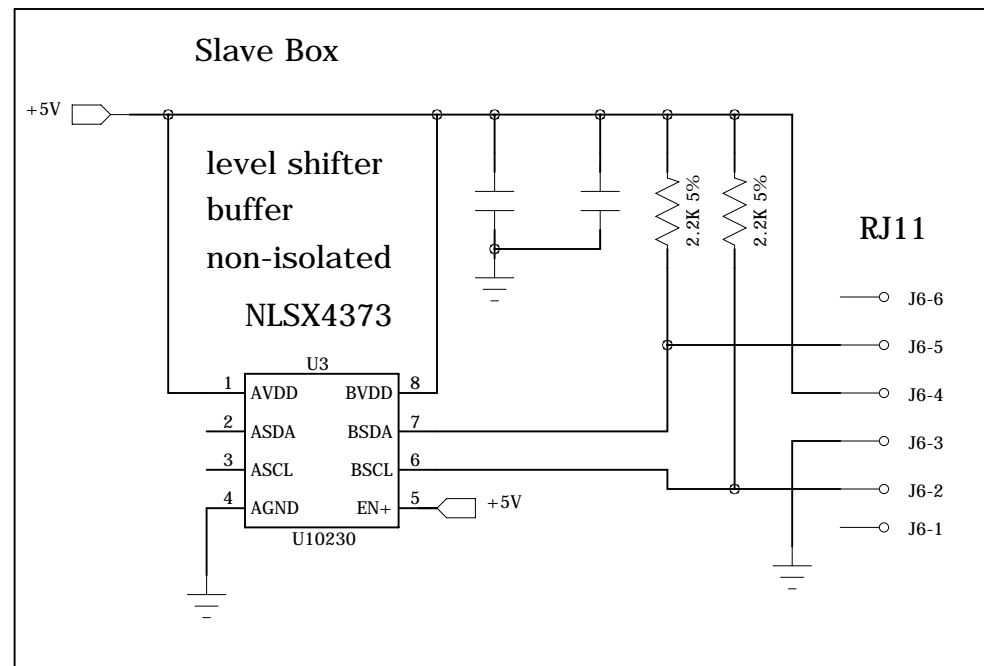 Slave Box
+5V
level shifter
buffer
non-isolated
NLSX4373
2.2K 5%
2.2K 5%
RJ11
J6-6
J6-5
J6-4
J6-3
J6-2
J6-1
U3
1 AVDD BVDD 8
2 ASDA BSDA 7
3 ASCL BSCL 6
4 AGND EN+ 5
+5V
U10230